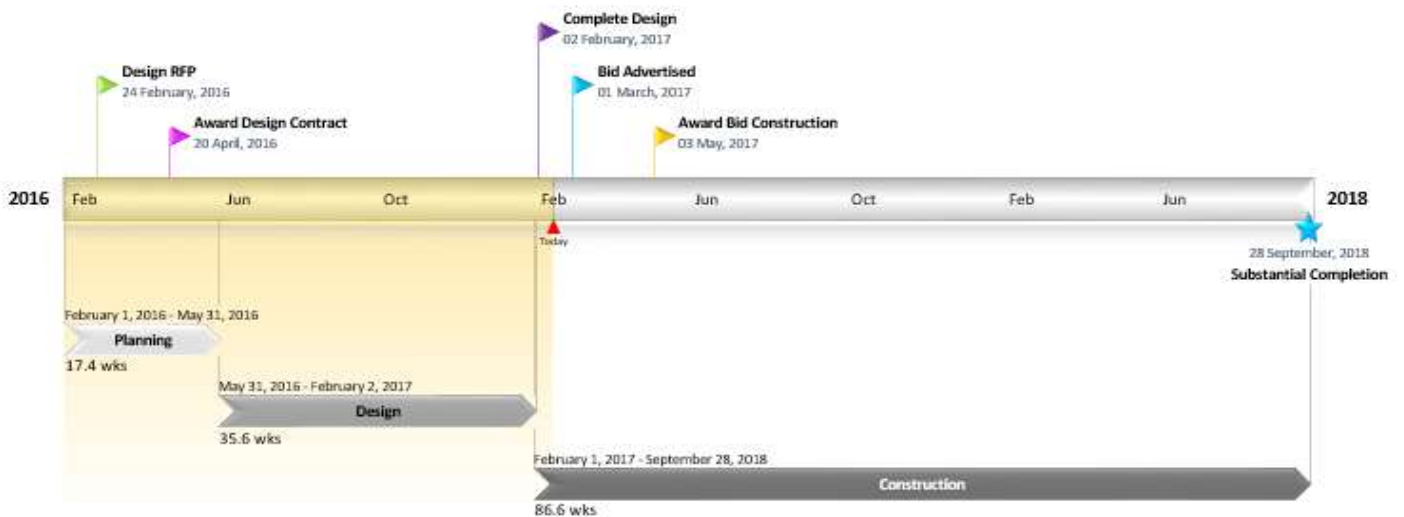 Complete Design
02 February, 2017
Design RFP
24 February, 2016
Bid Advertised
01 March, 2017
Award Design Contract
20 April, 2016
Award Bid Construction
03 May, 2017
2016 Feb Jun Oct Feb Jun Oct Feb Jun 2018
Today
28 September, 2018
Substantial Completion
February 1, 2016 - May 31, 2016
Planning
17.4 wks
May 31, 2016 - February 2, 2017
Design
35.6 wks
February 1, 2017 - September 28, 2018
Construction
86.6 wks